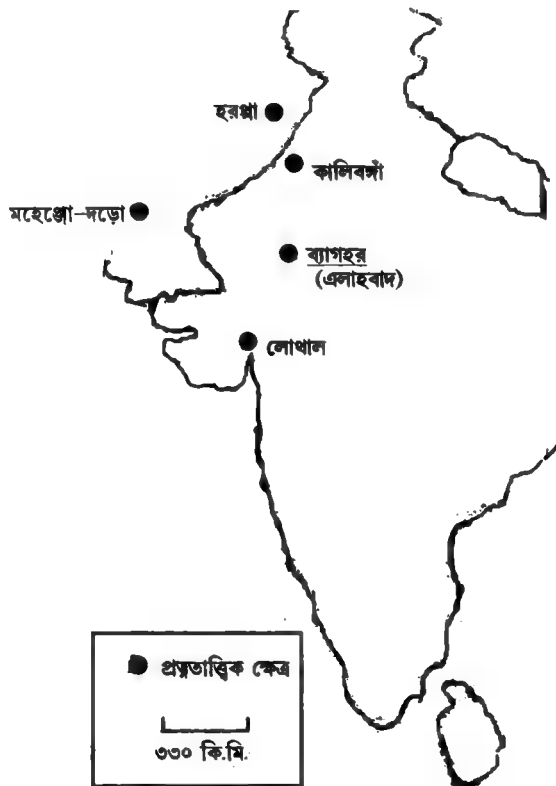 হরপ্পা
কালিবঙ্গাঁ
মহেঞ্জো-দড়ো
ব্যাগহর
(এলাহবাদ)
লোথাল
প্রত্নতাত্ত্বিক ক্ষেত্র
৩৩০ কি.মি.